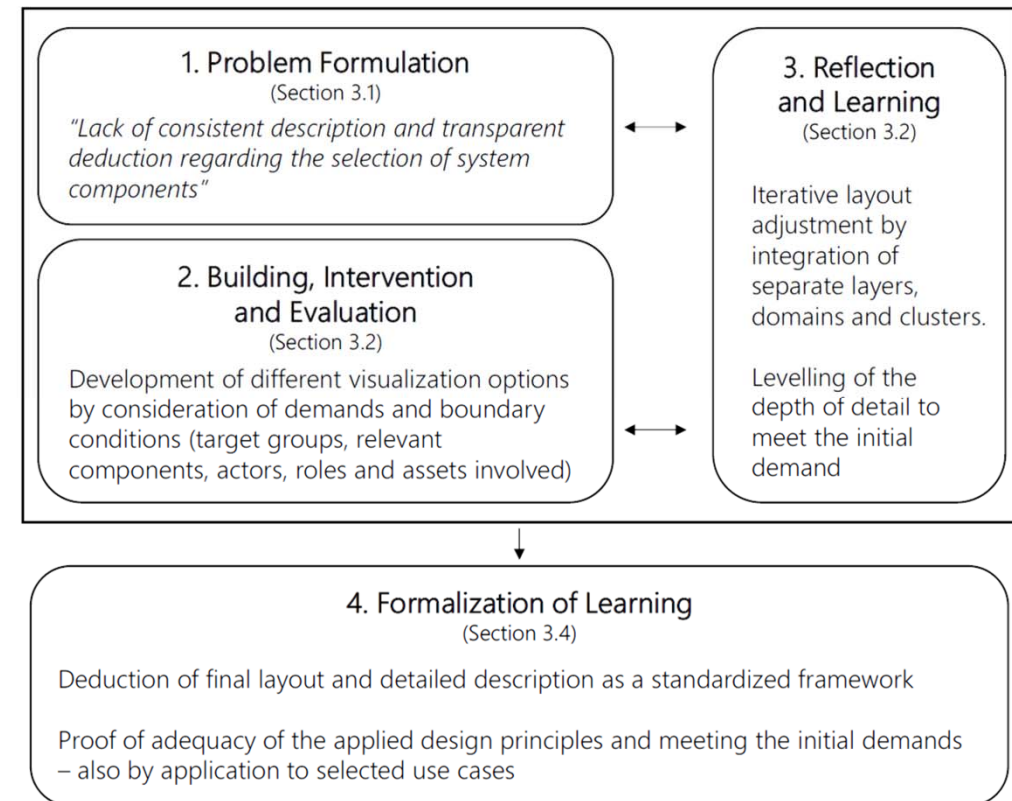 1. Problem Formulation
(Section 3.1)
"Lack of consistent description and transparent
deduction regarding the selection of system
components"
2. Building, Intervention
and Evaluation
(Section 3.2)
Development of different visualization options
by consideration of demands and boundary
conditions (target groups, relevant
components, actors, roles and assets involved)
3. Reflection
and Learning
(Section 3.2)
Iterative layout
adjustment by
integration of
separate layers,
domains and clusters.
Levelling of the
depth of detail to
meet the initial
demand
4. Formalization of Learning
(Section 3.4)
Deduction of final layout and detailed description as a standardized framework
Proof of adequacy of the applied design principles and meeting the initial demands
– also by application to selected use cases